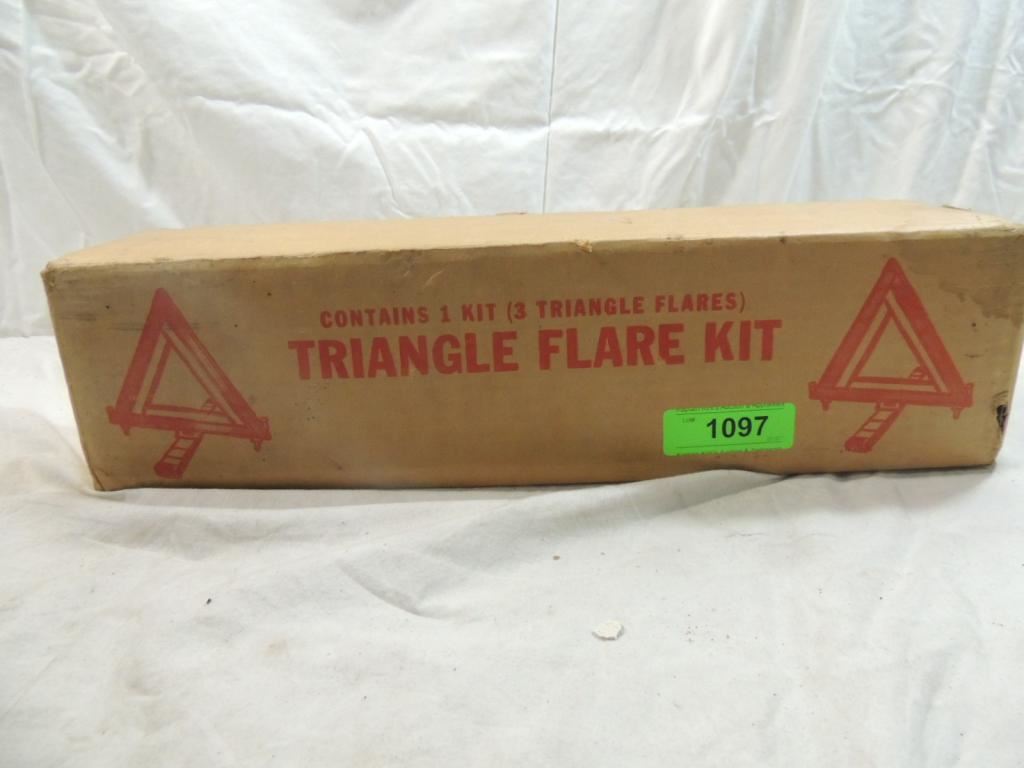 CONTAINS 1 KIT (3 TRIANGLE FLARES)
TRIANGLE FLARE KIT
1097